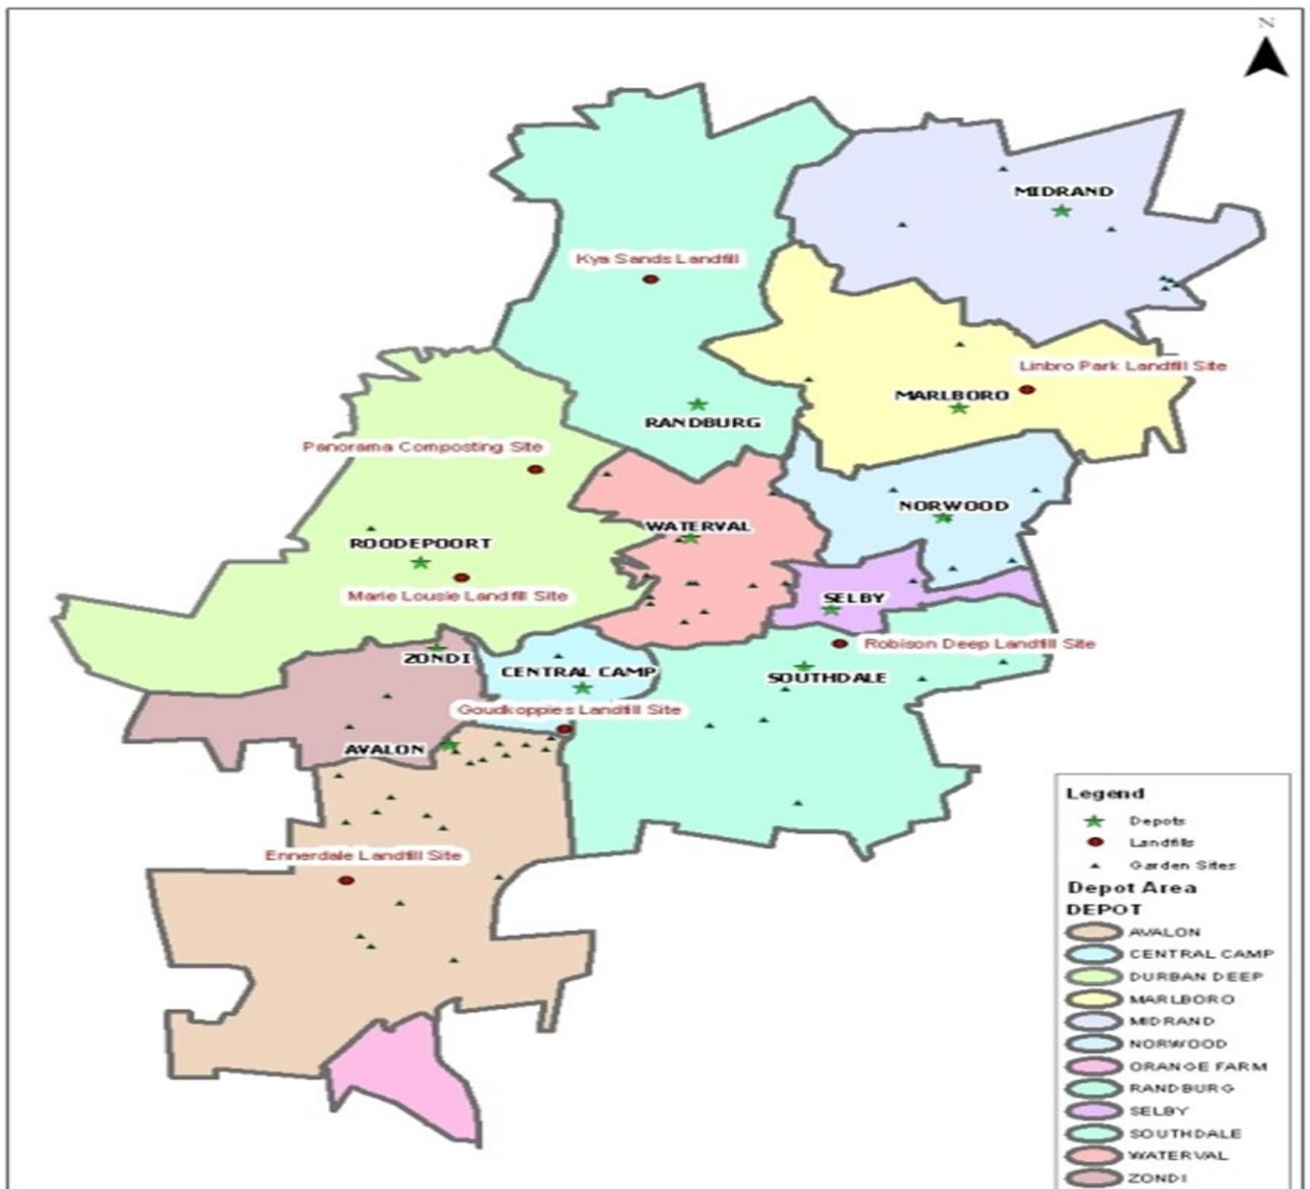 N
MIDRAND
Kya Sands Landfill
Linbro Park Landfill Site
MARLBORO
RANDBURG
Panorama Composting Site
NORWOOD
WATERVAL
ROODEPOORT
Marie Lousie Landfill Site
SELBY
Robison Deep Landfill Site
ZONDI
CENTRAL CAMP
SOUTHDALE
Goudkoppies Landfill Site
AVALON
Ennerdale Landfill Site
Legend
Depots
Landfills
Garden Sites
Depot Area
DEPOT
AVALON
CENTRAL CAMP
DURBAN DEEP
MARLBORO
MIDRAND
NORWOOD
ORANGE FARM
RANDBURG
SELBY
SOUTHDALE
WATERVAL
ZONDI